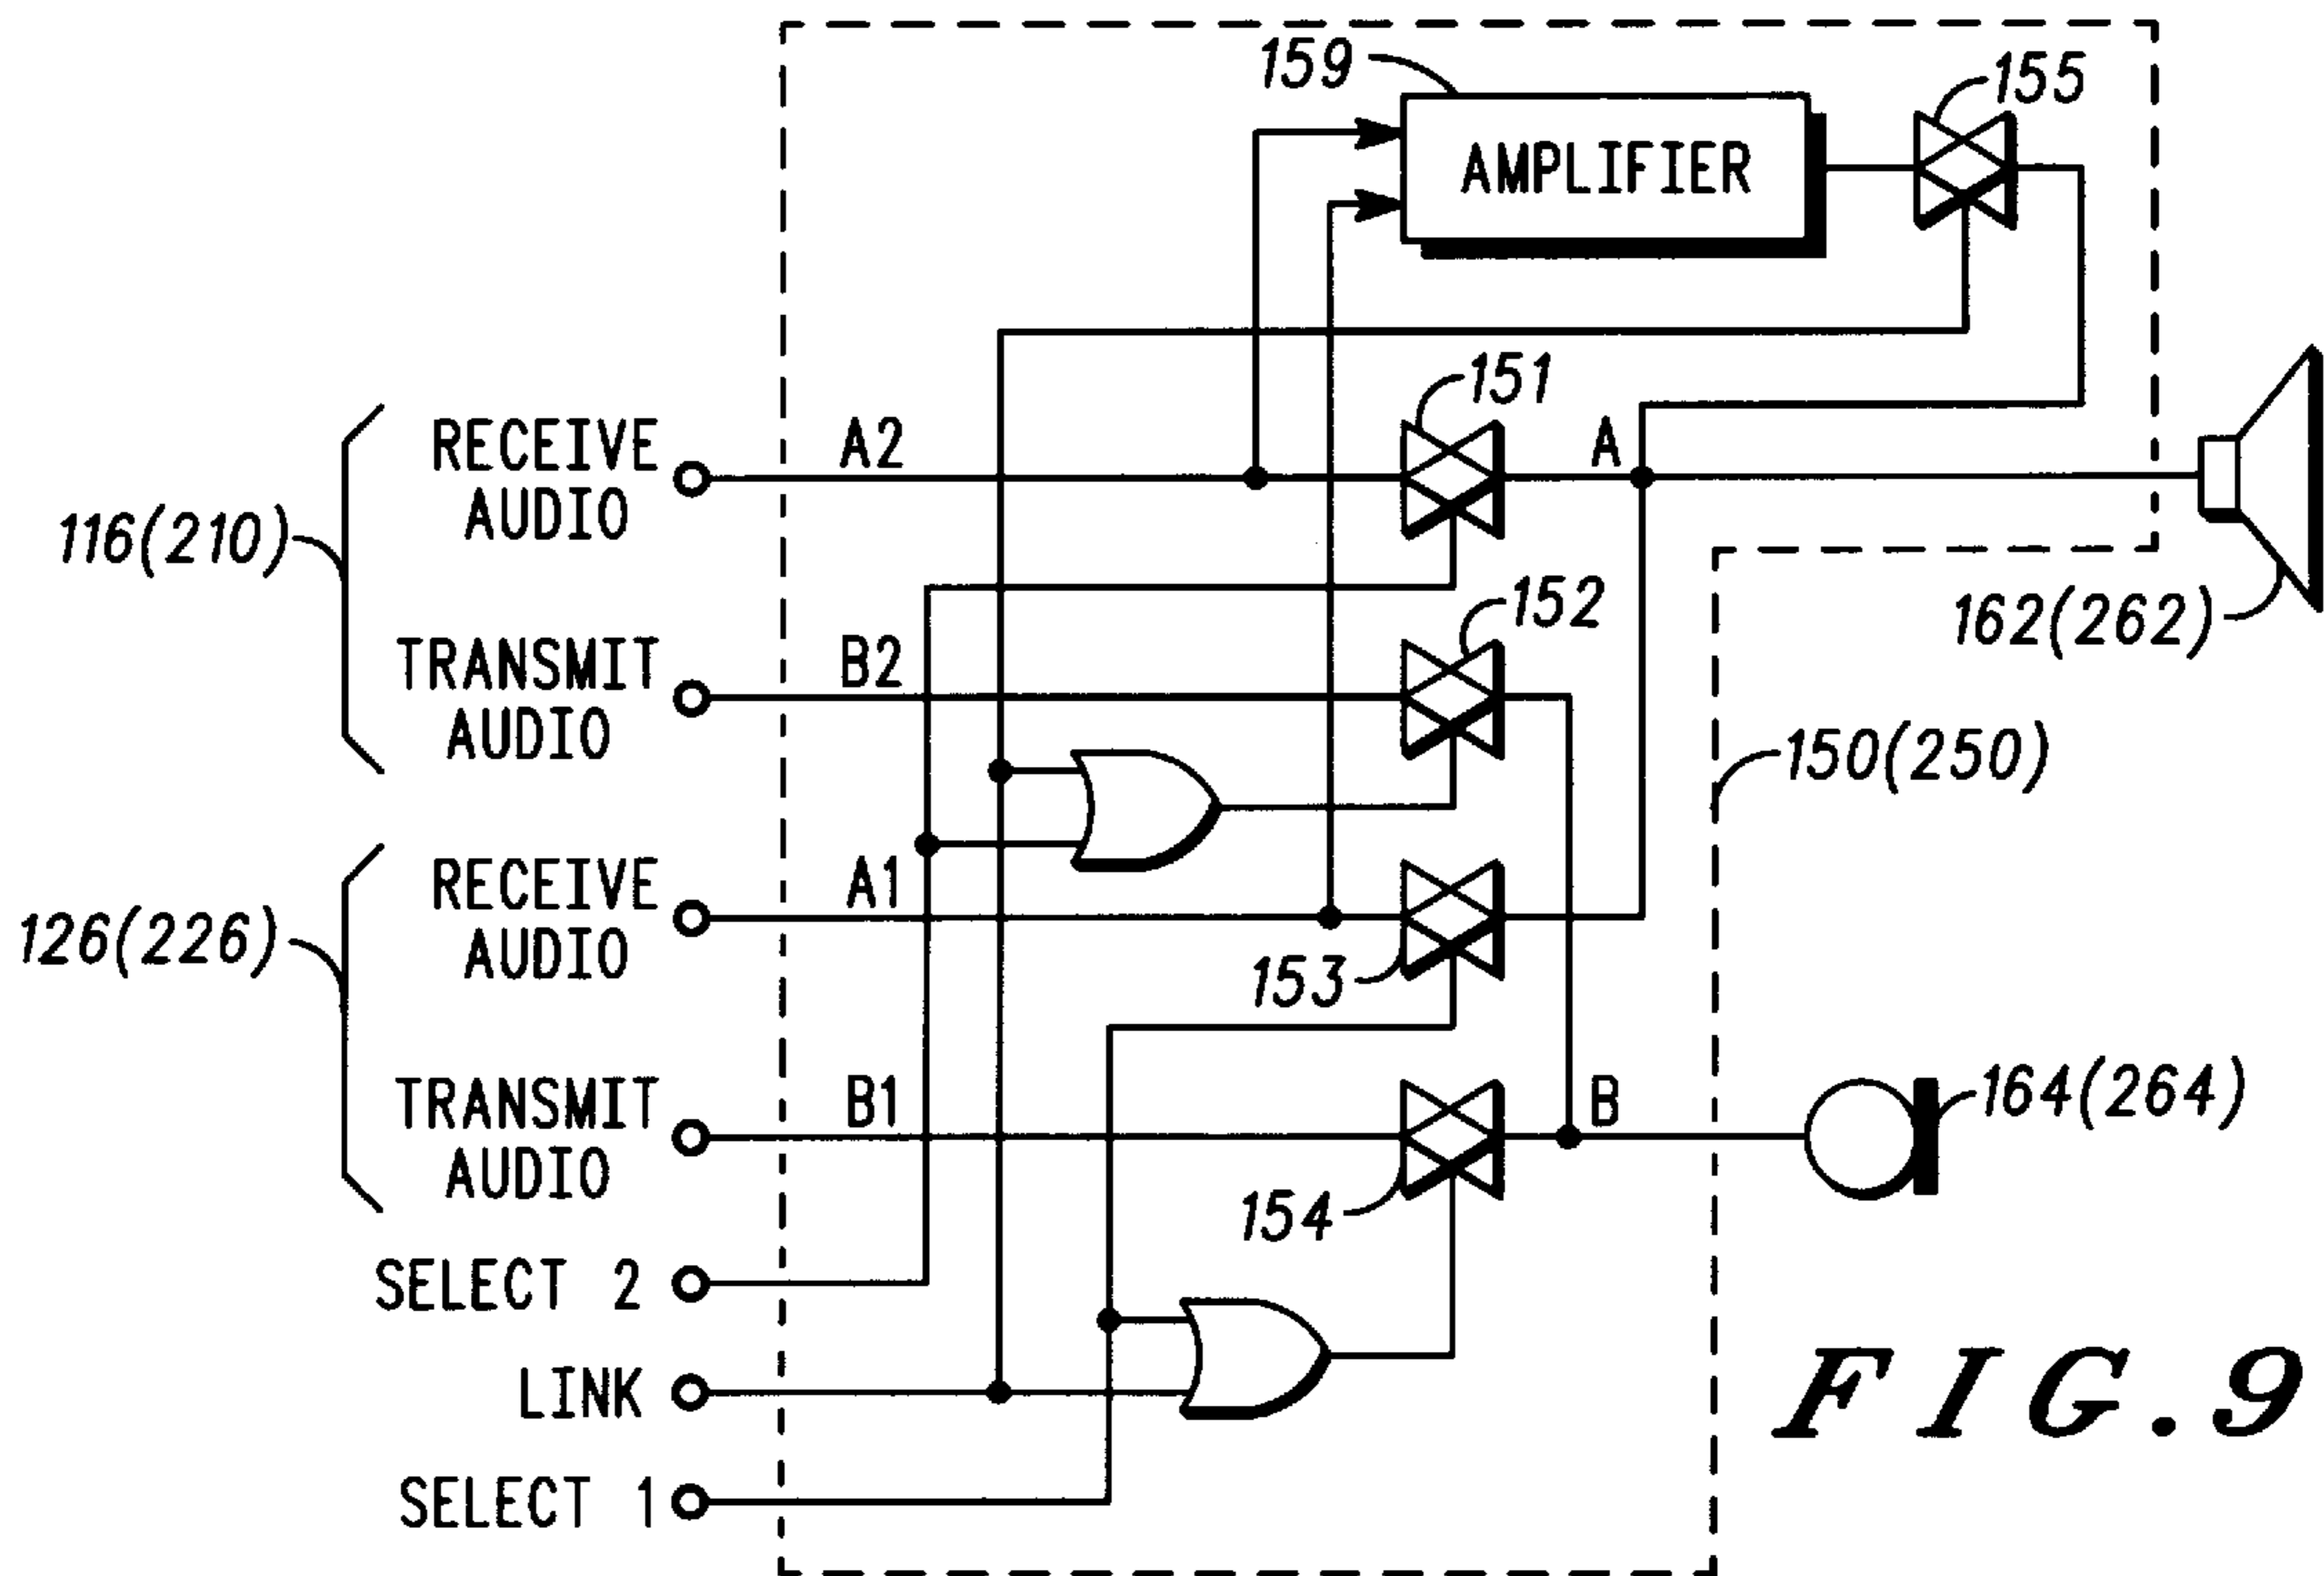 159
155
AMPLIFIER
151
RECEIVE
AUDIO
A2
A
116(210)
152
162(262)
TRANSMIT
AUDIO
B2
150(250)
RECEIVE
AUDIO
A1
126(226)
153
TRANSMIT
AUDIO
B1
B
164(264)
154
SELECT 2
LINK
SELECT 1
FIG.9